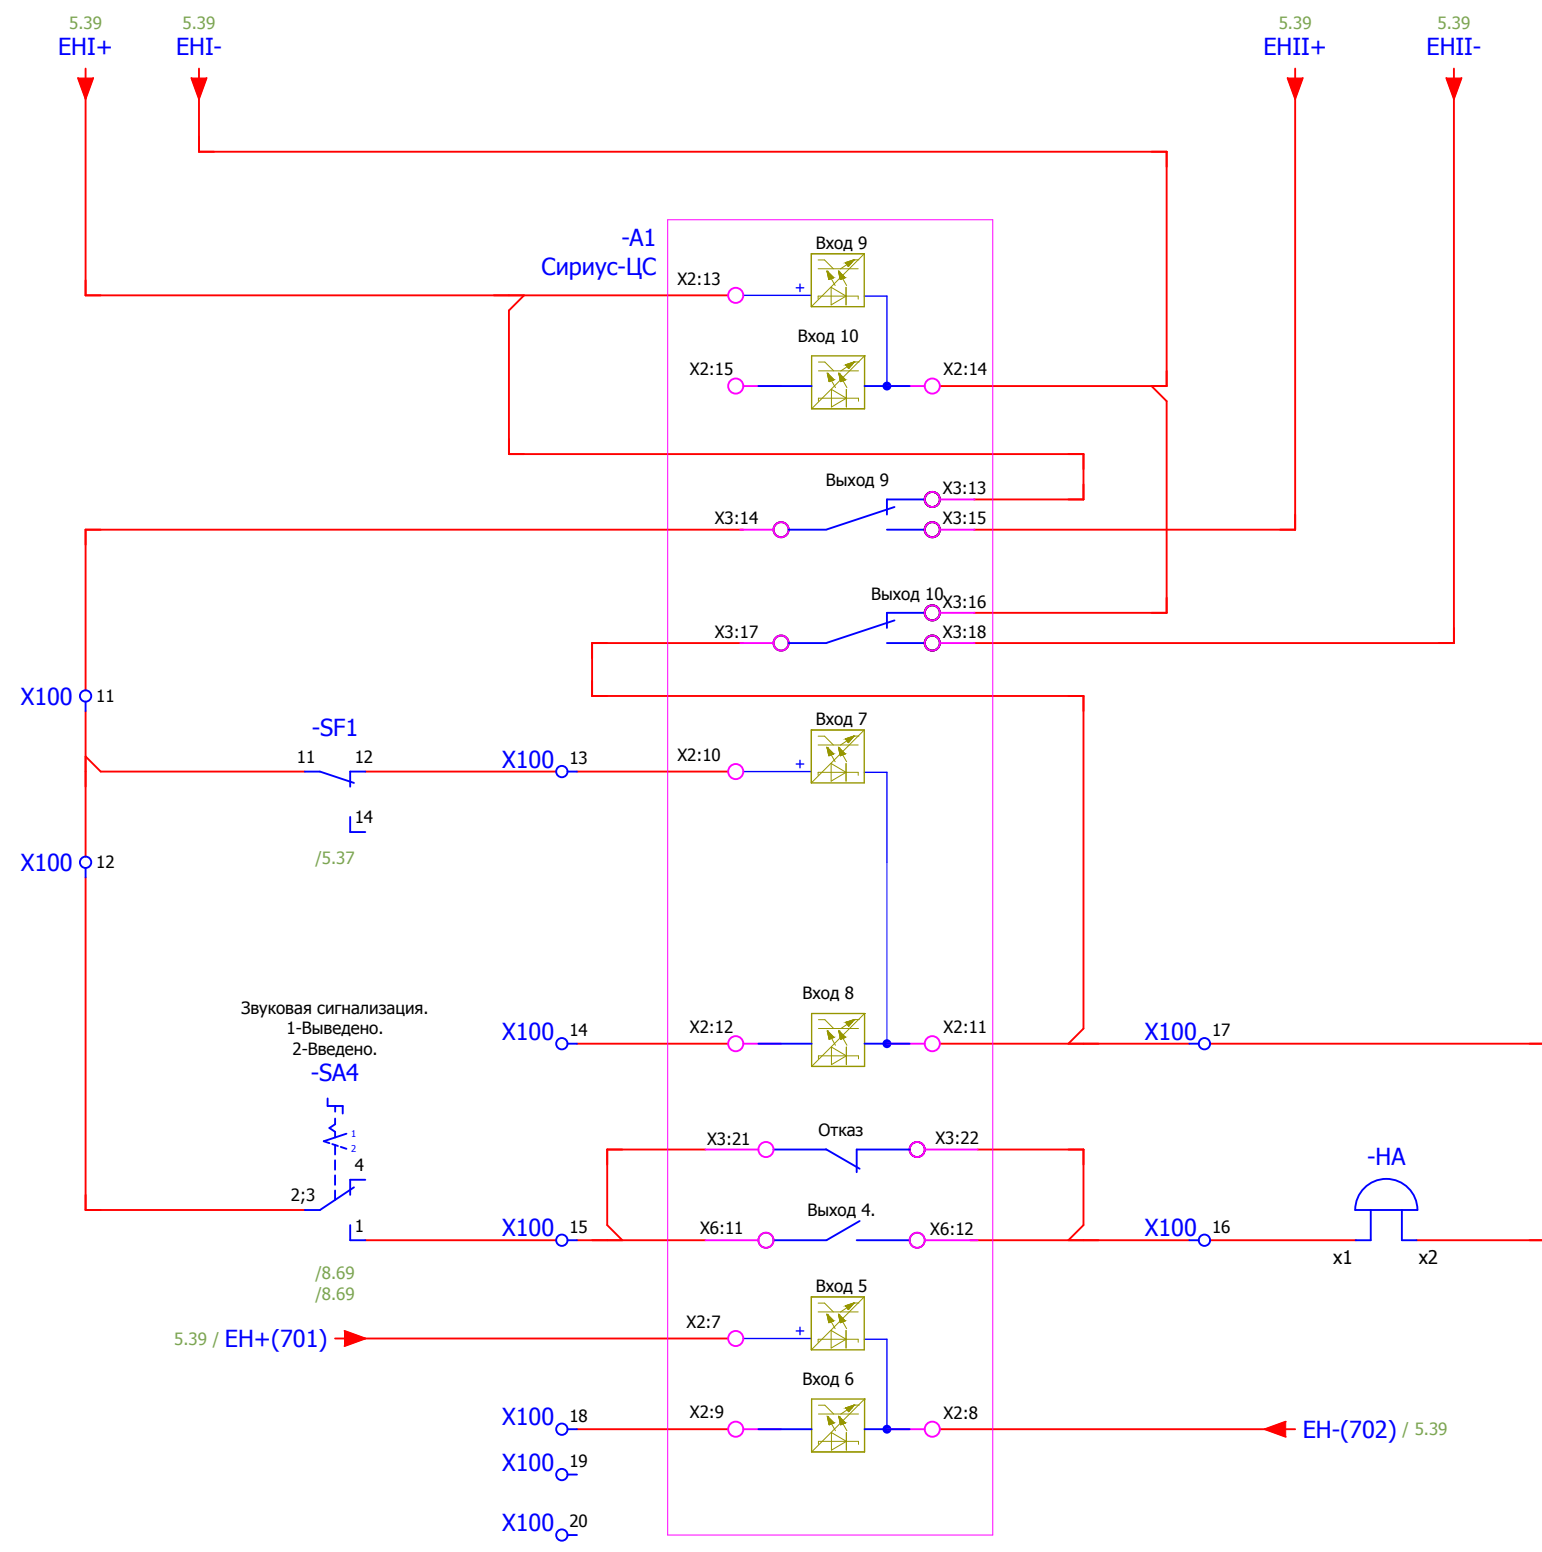 5.39
EHI+
5.39
EHI-
5.39
EHII+
5.39
EHII-
-A1
Сириус-ЦС
Вход 9
X2:13
+
Вход 10
X2:15
X2:14
Выход 9
X3:13
X3:14
X3:15
Выход 10
X3:16
X3:17
X3:18
X100
11
-SF1
11
12
X100
13
X2:10
Вход 7
+
14
/5.37
X100
12
Звуковая сигнализация.
1-Выведено.
2-Введено.
-SA4
1
2
4
2;3
1
/8.69
/8.69
X100
14
X2:12
Вход 8
X2:11
X100
17
X3:21
Отказ
X3:22
X100
15
X6:11
Выход 4.
X6:12
X100
16
-HA
x1
x2
5.39 / EH+(701)
X2:7
Вход 5
+
Вход 6
X100
18
X2:9
X2:8
EH-(702) / 5.39
X100
19
X100
20